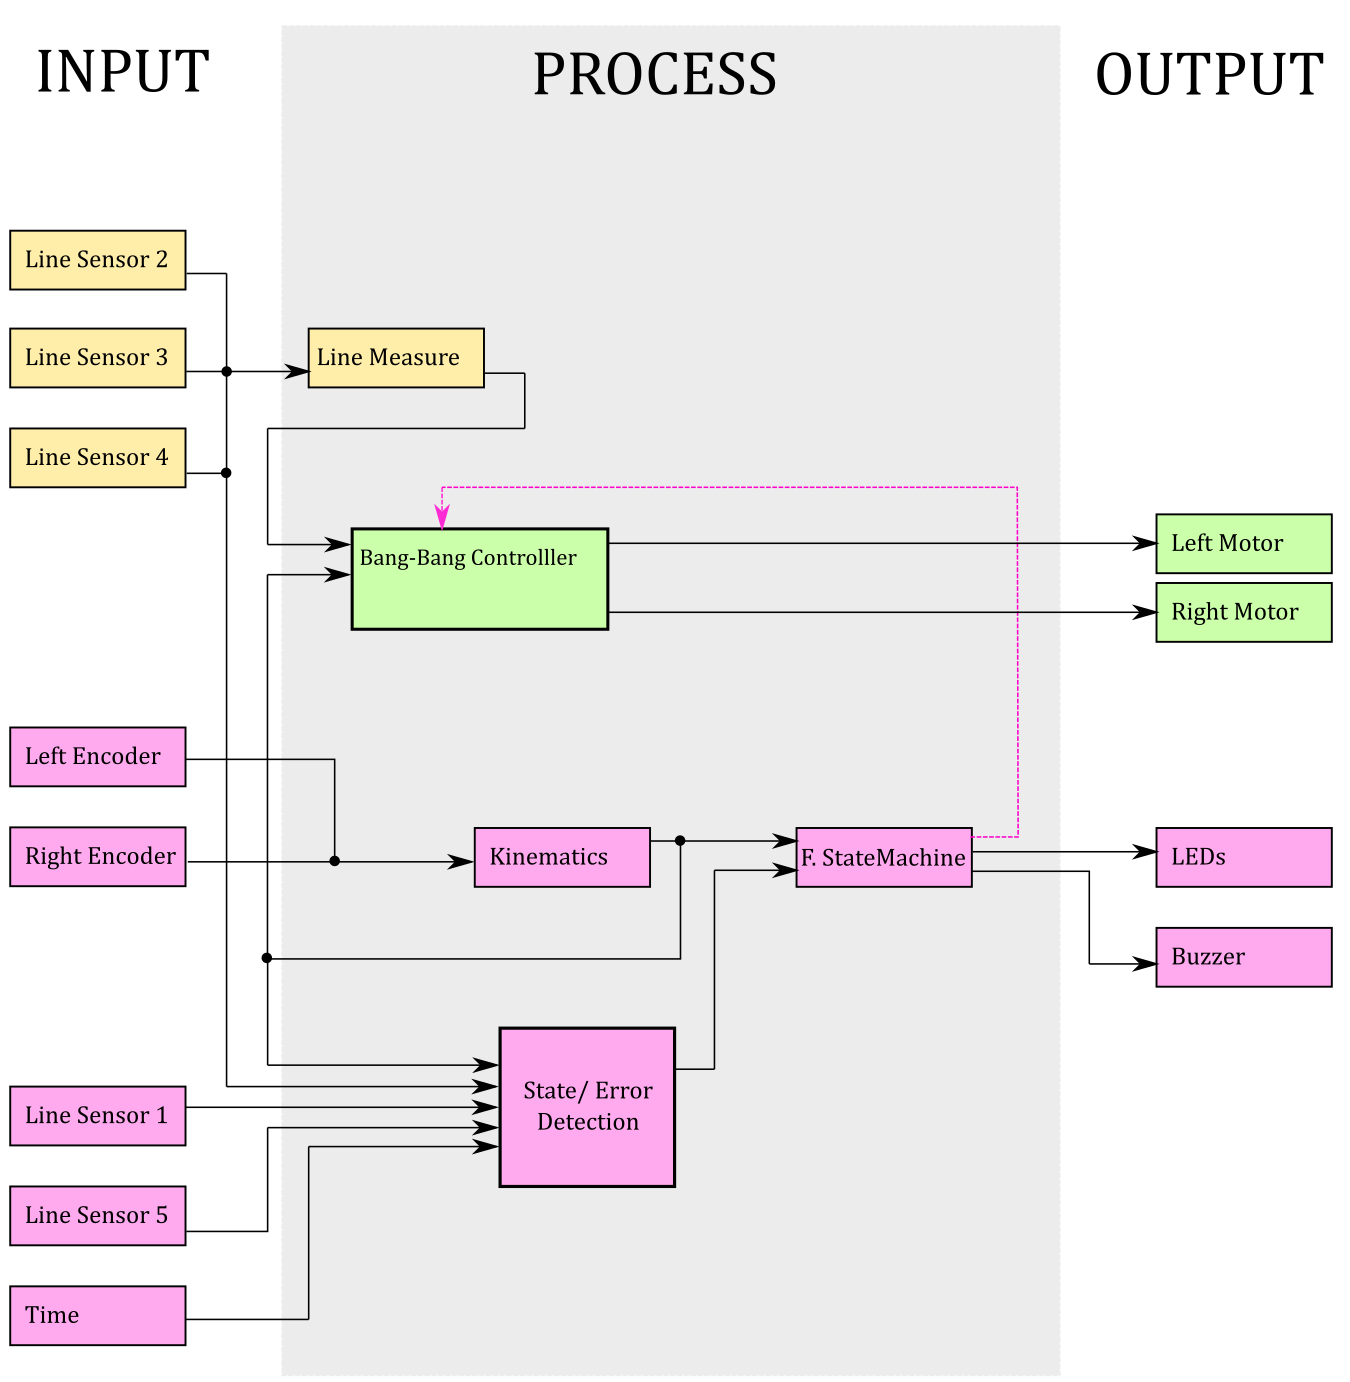 INPUT
PROCESS
OUTPUT
Line Sensor 2
Line Sensor 3
Line Measure
Line Sensor 4
Bang-Bang Controlller
Left Motor
Right Motor
Left Encoder
Right Encoder
Kinematics
F. StateMachine
LEDs
Buzzer
State/ Error
Detection
Line Sensor 1
Line Sensor 5
Time